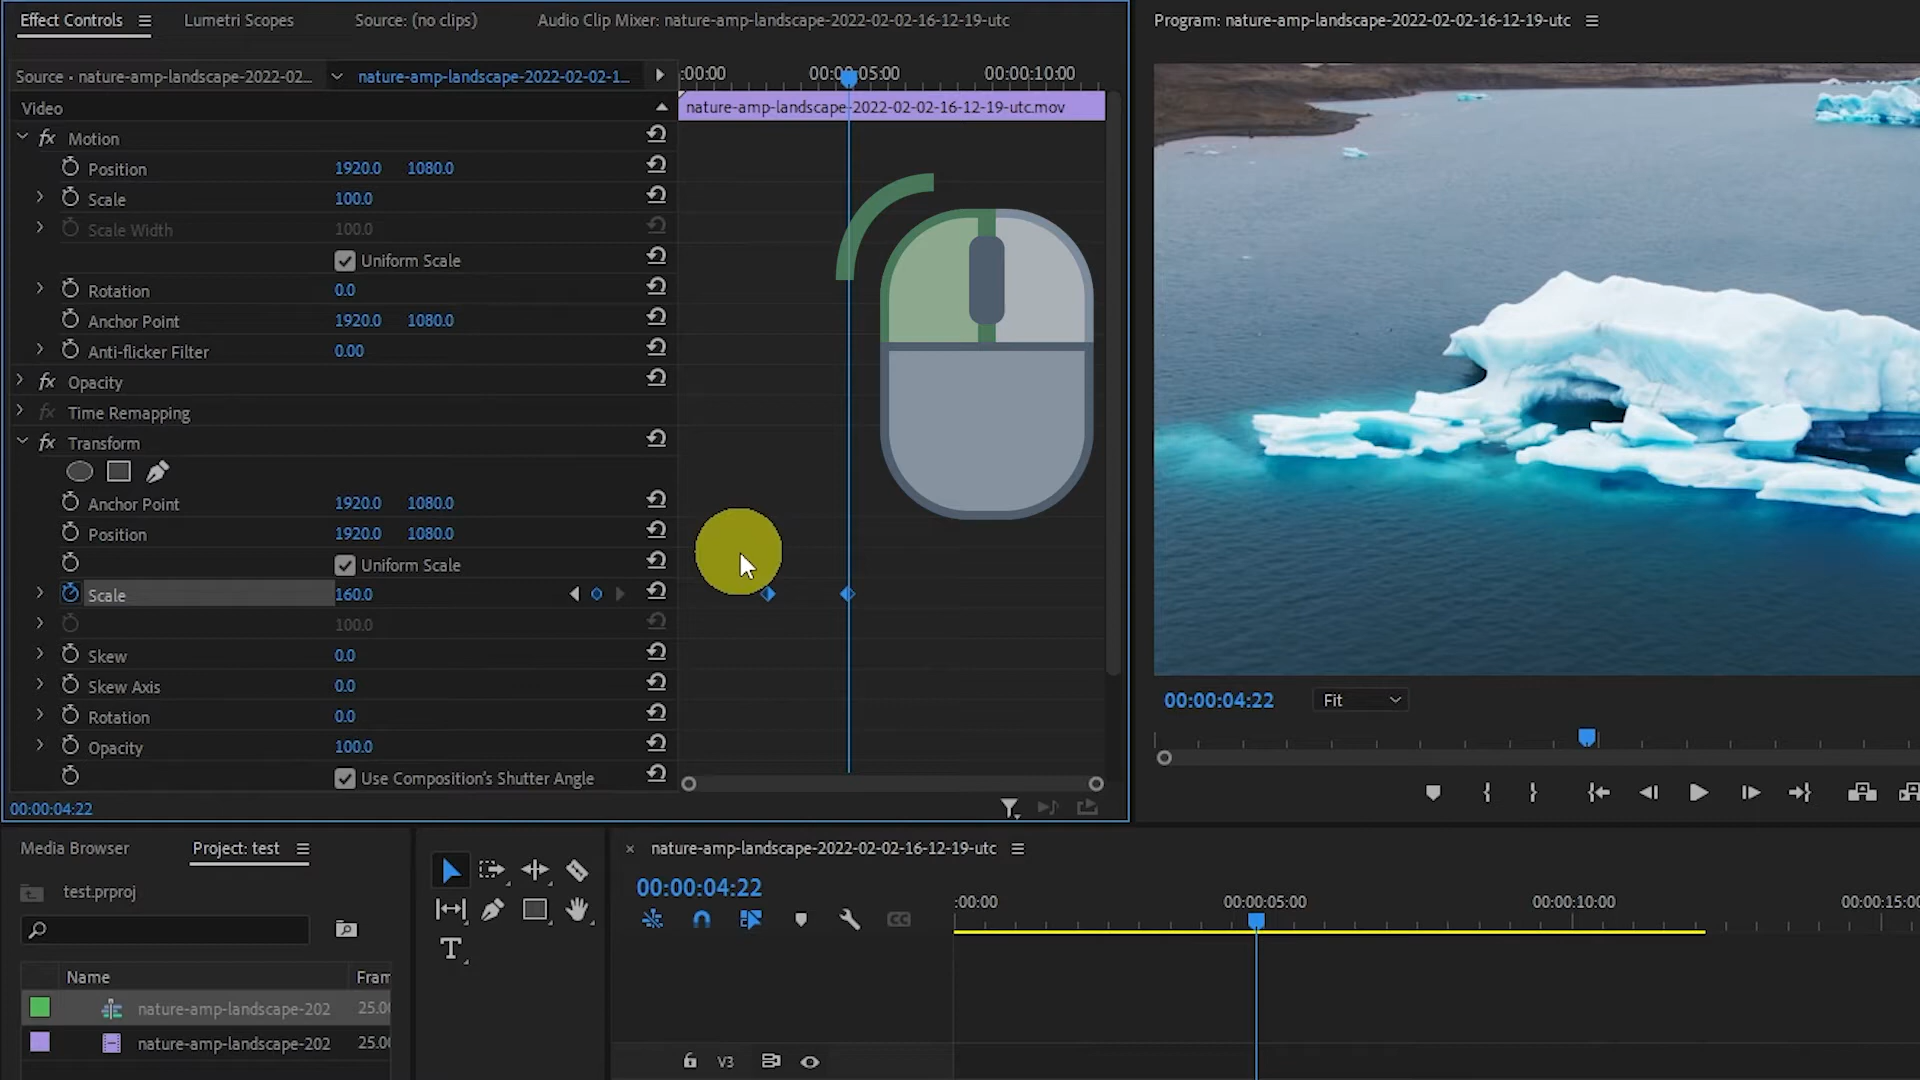 Effect Controls
Lumetri Scopes
Source: (no clips)
Audio Clip Mixer: nature-amp-landscape-2022-02-02-16-12-19-utc
Program: nature-amp-landscape-2022-02-02-16-12-19-utc
Source • nature-amp-landscape-2022-02...
nature-amp-landscape-2022-02-02-1...
:00:00
00:00:05:00
00:00:10:00
Video
nature-amp-landscape-2022-02-02-16-12-19-utc.mov
fx Motion
Position 1920.0 1080.0
Scale 100.0
Scale Width 100.0
Uniform Scale
Rotation 0.0
Anchor Point 1920.0 1080.0
Anti-flicker Filter 0.00
fx Opacity
fx Time Remapping
fx Transform
Anchor Point 1920.0 1080.0
Position 1920.0 1080.0
Uniform Scale
Scale 160.0
100.0
Skew 0.0
Skew Axis 0.0
Rotation 0.0
Opacity 100.0
Use Composition's Shutter Angle
00:00:04:22
00:00:04:22
Fit
Media Browser
Project: test
test.prproj
Name
Fram
nature-amp-landscape-202 25.00
nature-amp-landscape-202 25.00
× nature-amp-landscape-2022-02-02-16-12-19-utc
00:00:04:22
CC
T
:00:00
00:00:05:00
00:00:10:00
00:00:15:00
V3